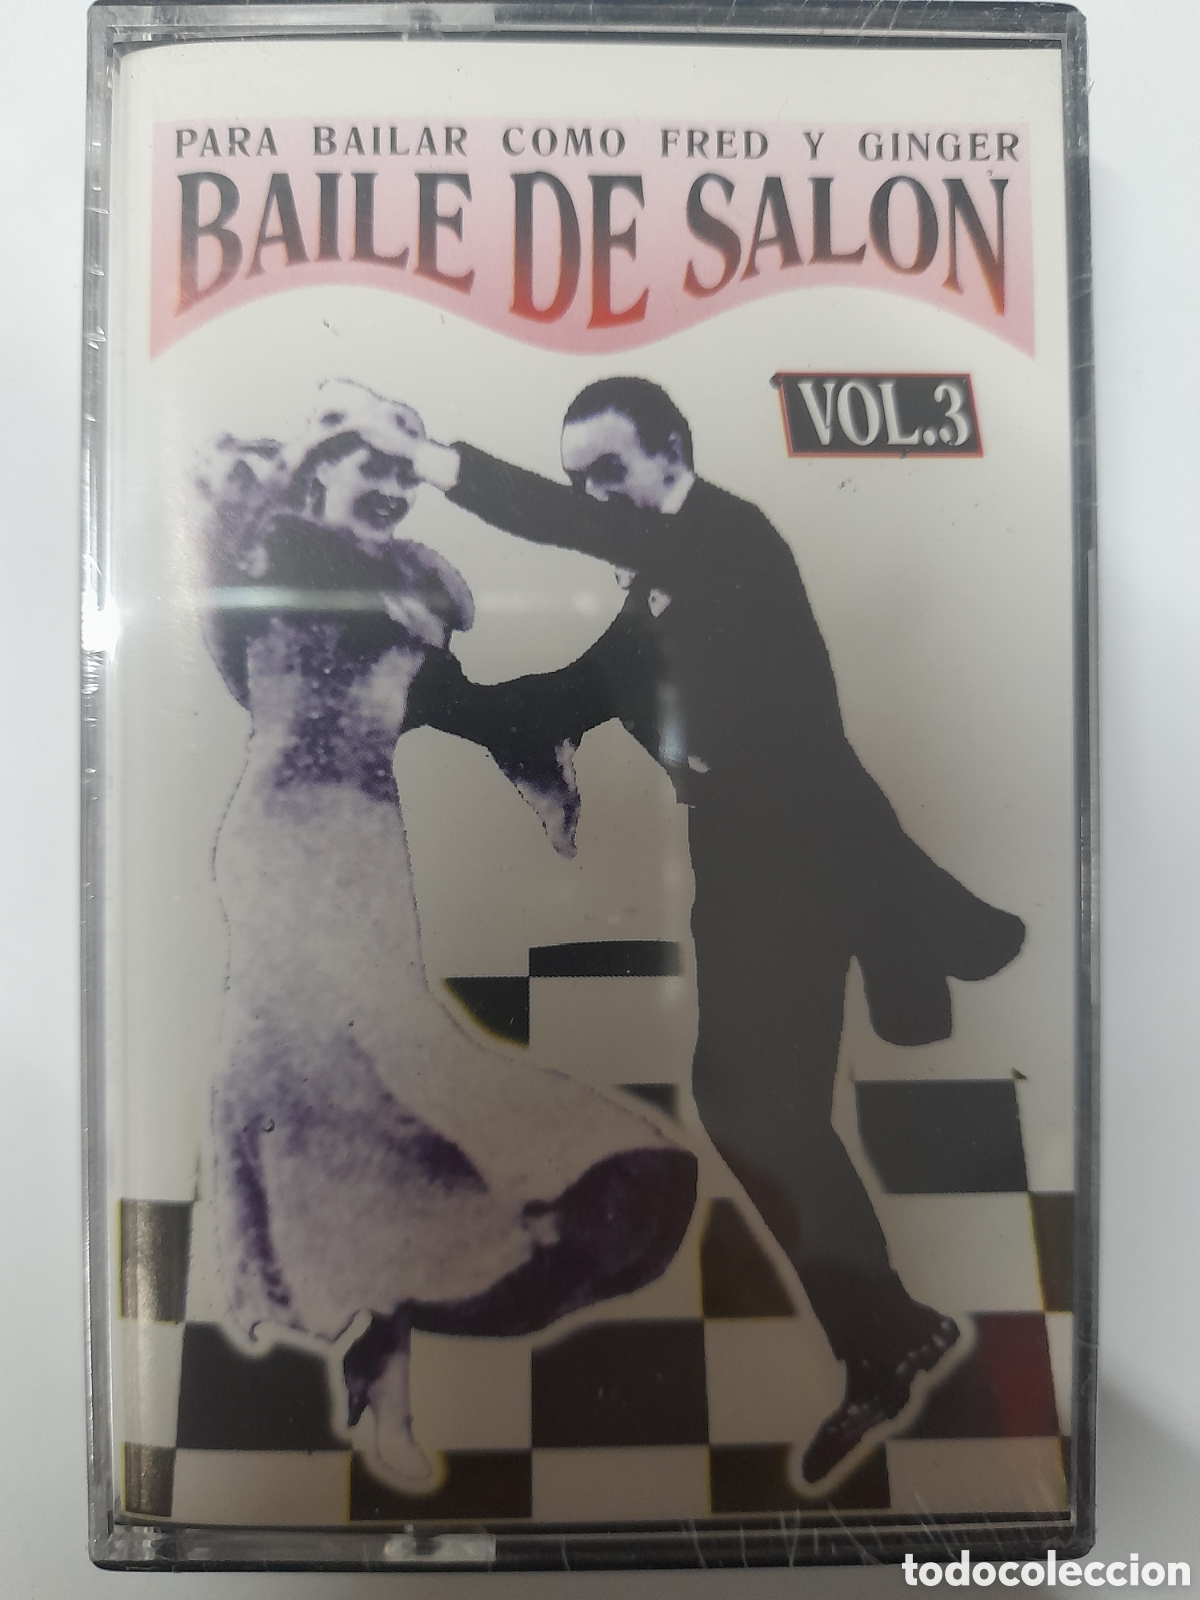 PARA BAILAR COMO FRED Y GINGER
BAILE DE SALON
VOL.3
todocoleccion